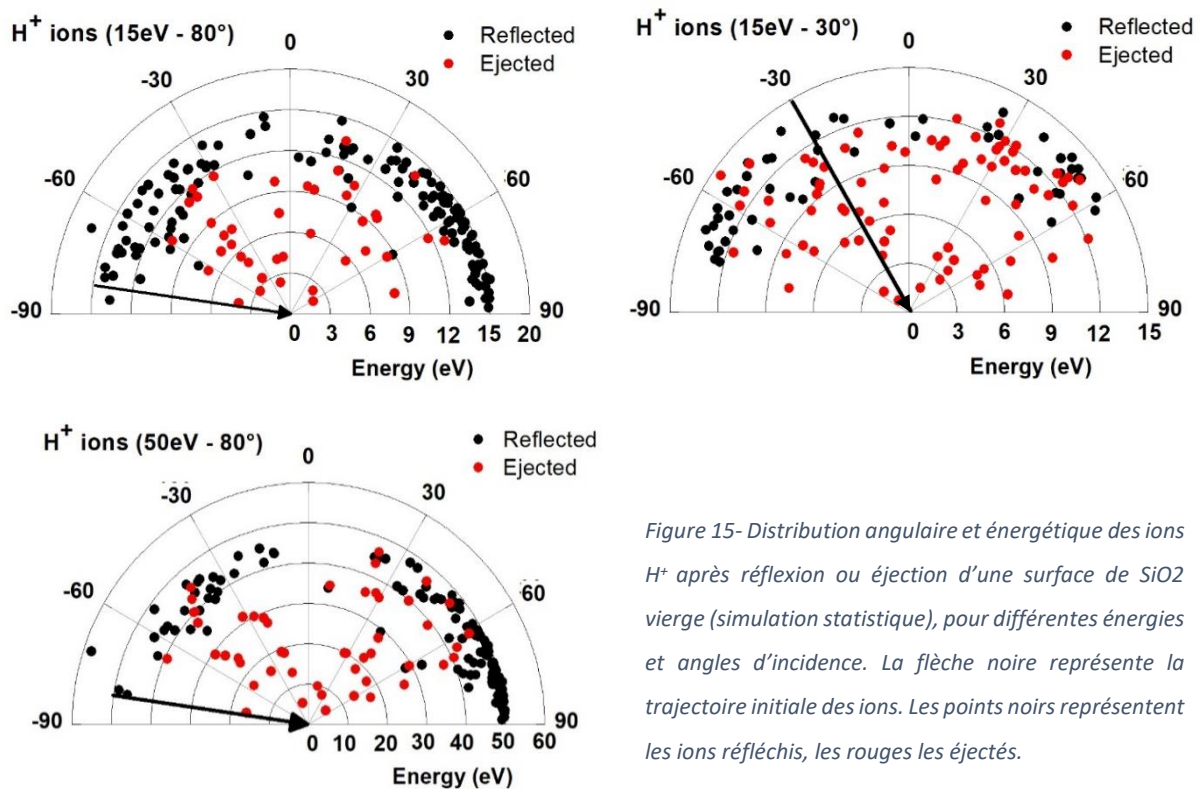 H+ ions (15eV - 80°)
Reflected
Ejected
0
-30
30
-60
60
-90
90
0 3 6 9 12 15 20
Energy (eV)
H+ ions (15eV - 30°)
Reflected
Ejected
0
-30
30
-60
60
-90
90
0 3 6 9 12 15
Energy (eV)
H+ ions (50eV - 80°)
Reflected
Ejected
0
-30
30
-60
-90
90
0 10 20 30 40 50 60
Energy (eV)
Figure 15- Distribution angulaire et énergétique des ions
H+ après réflexion ou éjection d’une surface de SiO2
vierge (simulation statistique), pour différentes énergies
et angles d’incidence. La flèche noire représente la
trajectoire initiale des ions. Les points noirs représentent
les ions réfléchis, les rouges les éjectés.